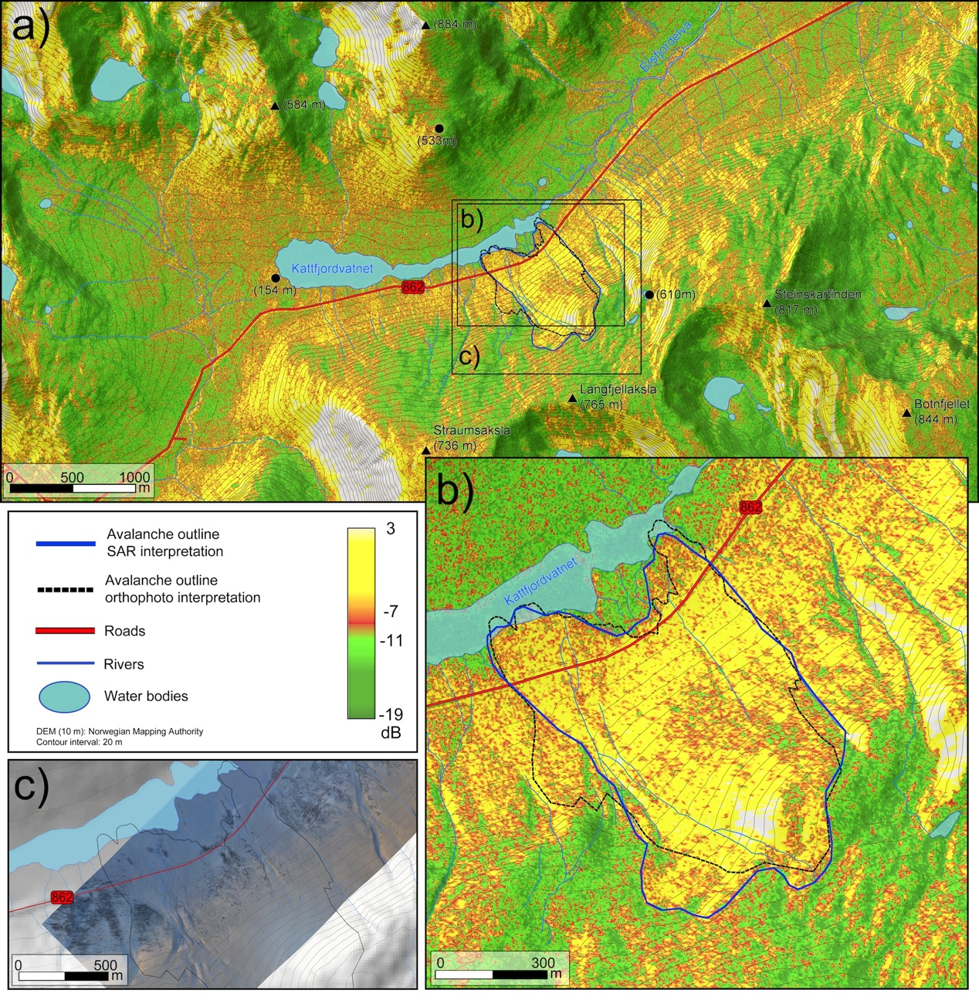 a)
(884 m)
Ersfjordelva
(584 m)
(533m)
b)
Kattfjordvatnet
862
(154 m)
(610m)
Steinskartinden
(817 m)
c)
Langfjellaksla
(765 m)
Botnfjellet
(844 m)
Straumsaksla
(736 m)
0 500 1000
m
b)
862
Kattfjordvatnet
0 300
m
Avalanche outline
SAR interpretation
Avalanche outline
orthophoto interpretation
Roads
Rivers
Water bodies
DEM (10 m): Norwegian Mapping Authority
Contour interval: 20 m
3
-7
-11
-19
dB
c)
862
0 500
m